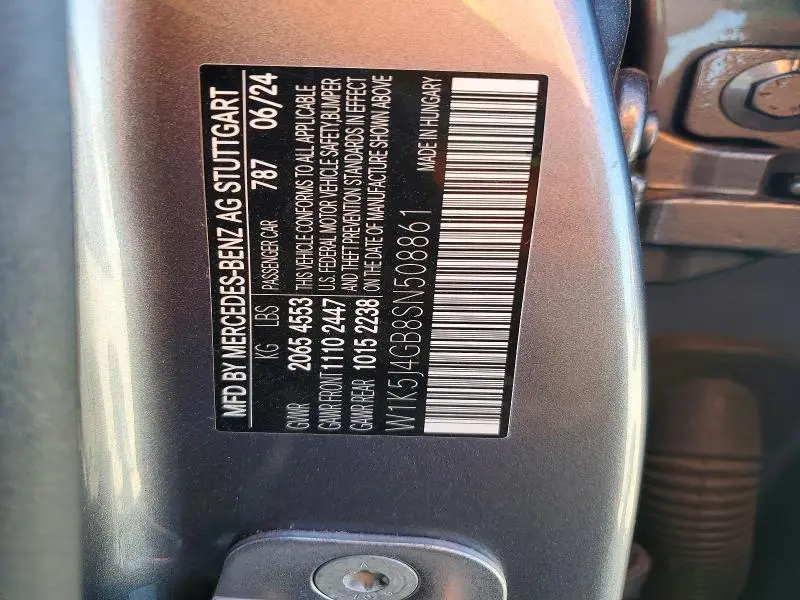 MFD BY MERCEDES-BENZ AG STUTTGART
KG LBS PASSENGER CAR 787 06/24
GVWR 2065 4553 THIS VEHICLE CONFORMS TO ALL APPLICABLE
GAWR FRONT 1110 2447 U.S. FEDERAL MOTOR VEHICLE SAFETY,BUMPER
GAWR REAR 1015 2238 AND THEFT PREVENTION STANDARDS IN EFFECT
ON THE DATE OF MANUFACTURE SHOWN ABOVE
W1K5J4GB8SN508861 MADE IN HUNGARY